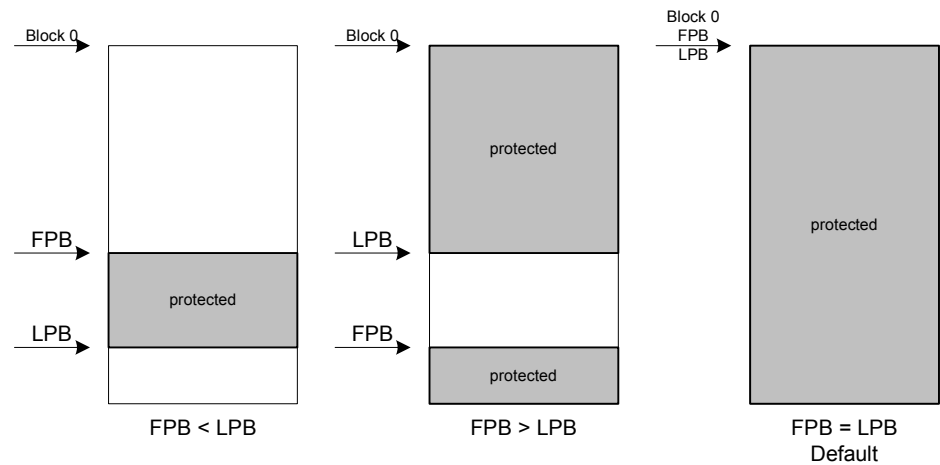 Block 0
FPB
LPB
protected
FPB < LPB
Block 0
protected
LPB
FPB
protected
FPB > LPB
Block 0
FPB
LPB
protected
FPB = LPB
Default